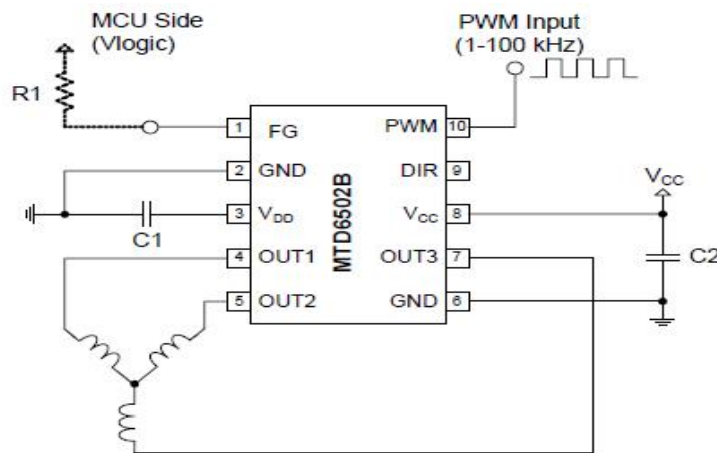 MCU Side
(Vlogic)
PWM Input
(1-100 kHz)
R1
1 FG
PWM 10
2 GND
DIR 9
3 VDD
VCC 8
4 OUT1
OUT3 7
5 OUT2
GND 6
MTD6502B
C1
VCC
C2